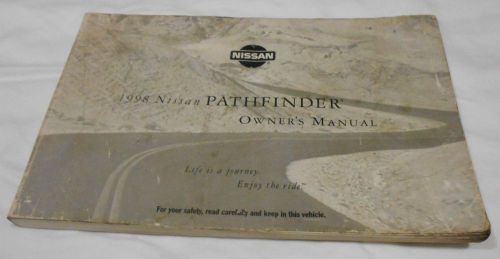 NISSAN
1998 Nissan PATHFINDER®
OWNER'S MANUAL
Life is a journey.
Enjoy the ride™
For your safety, read carefully and keep in this vehicle.